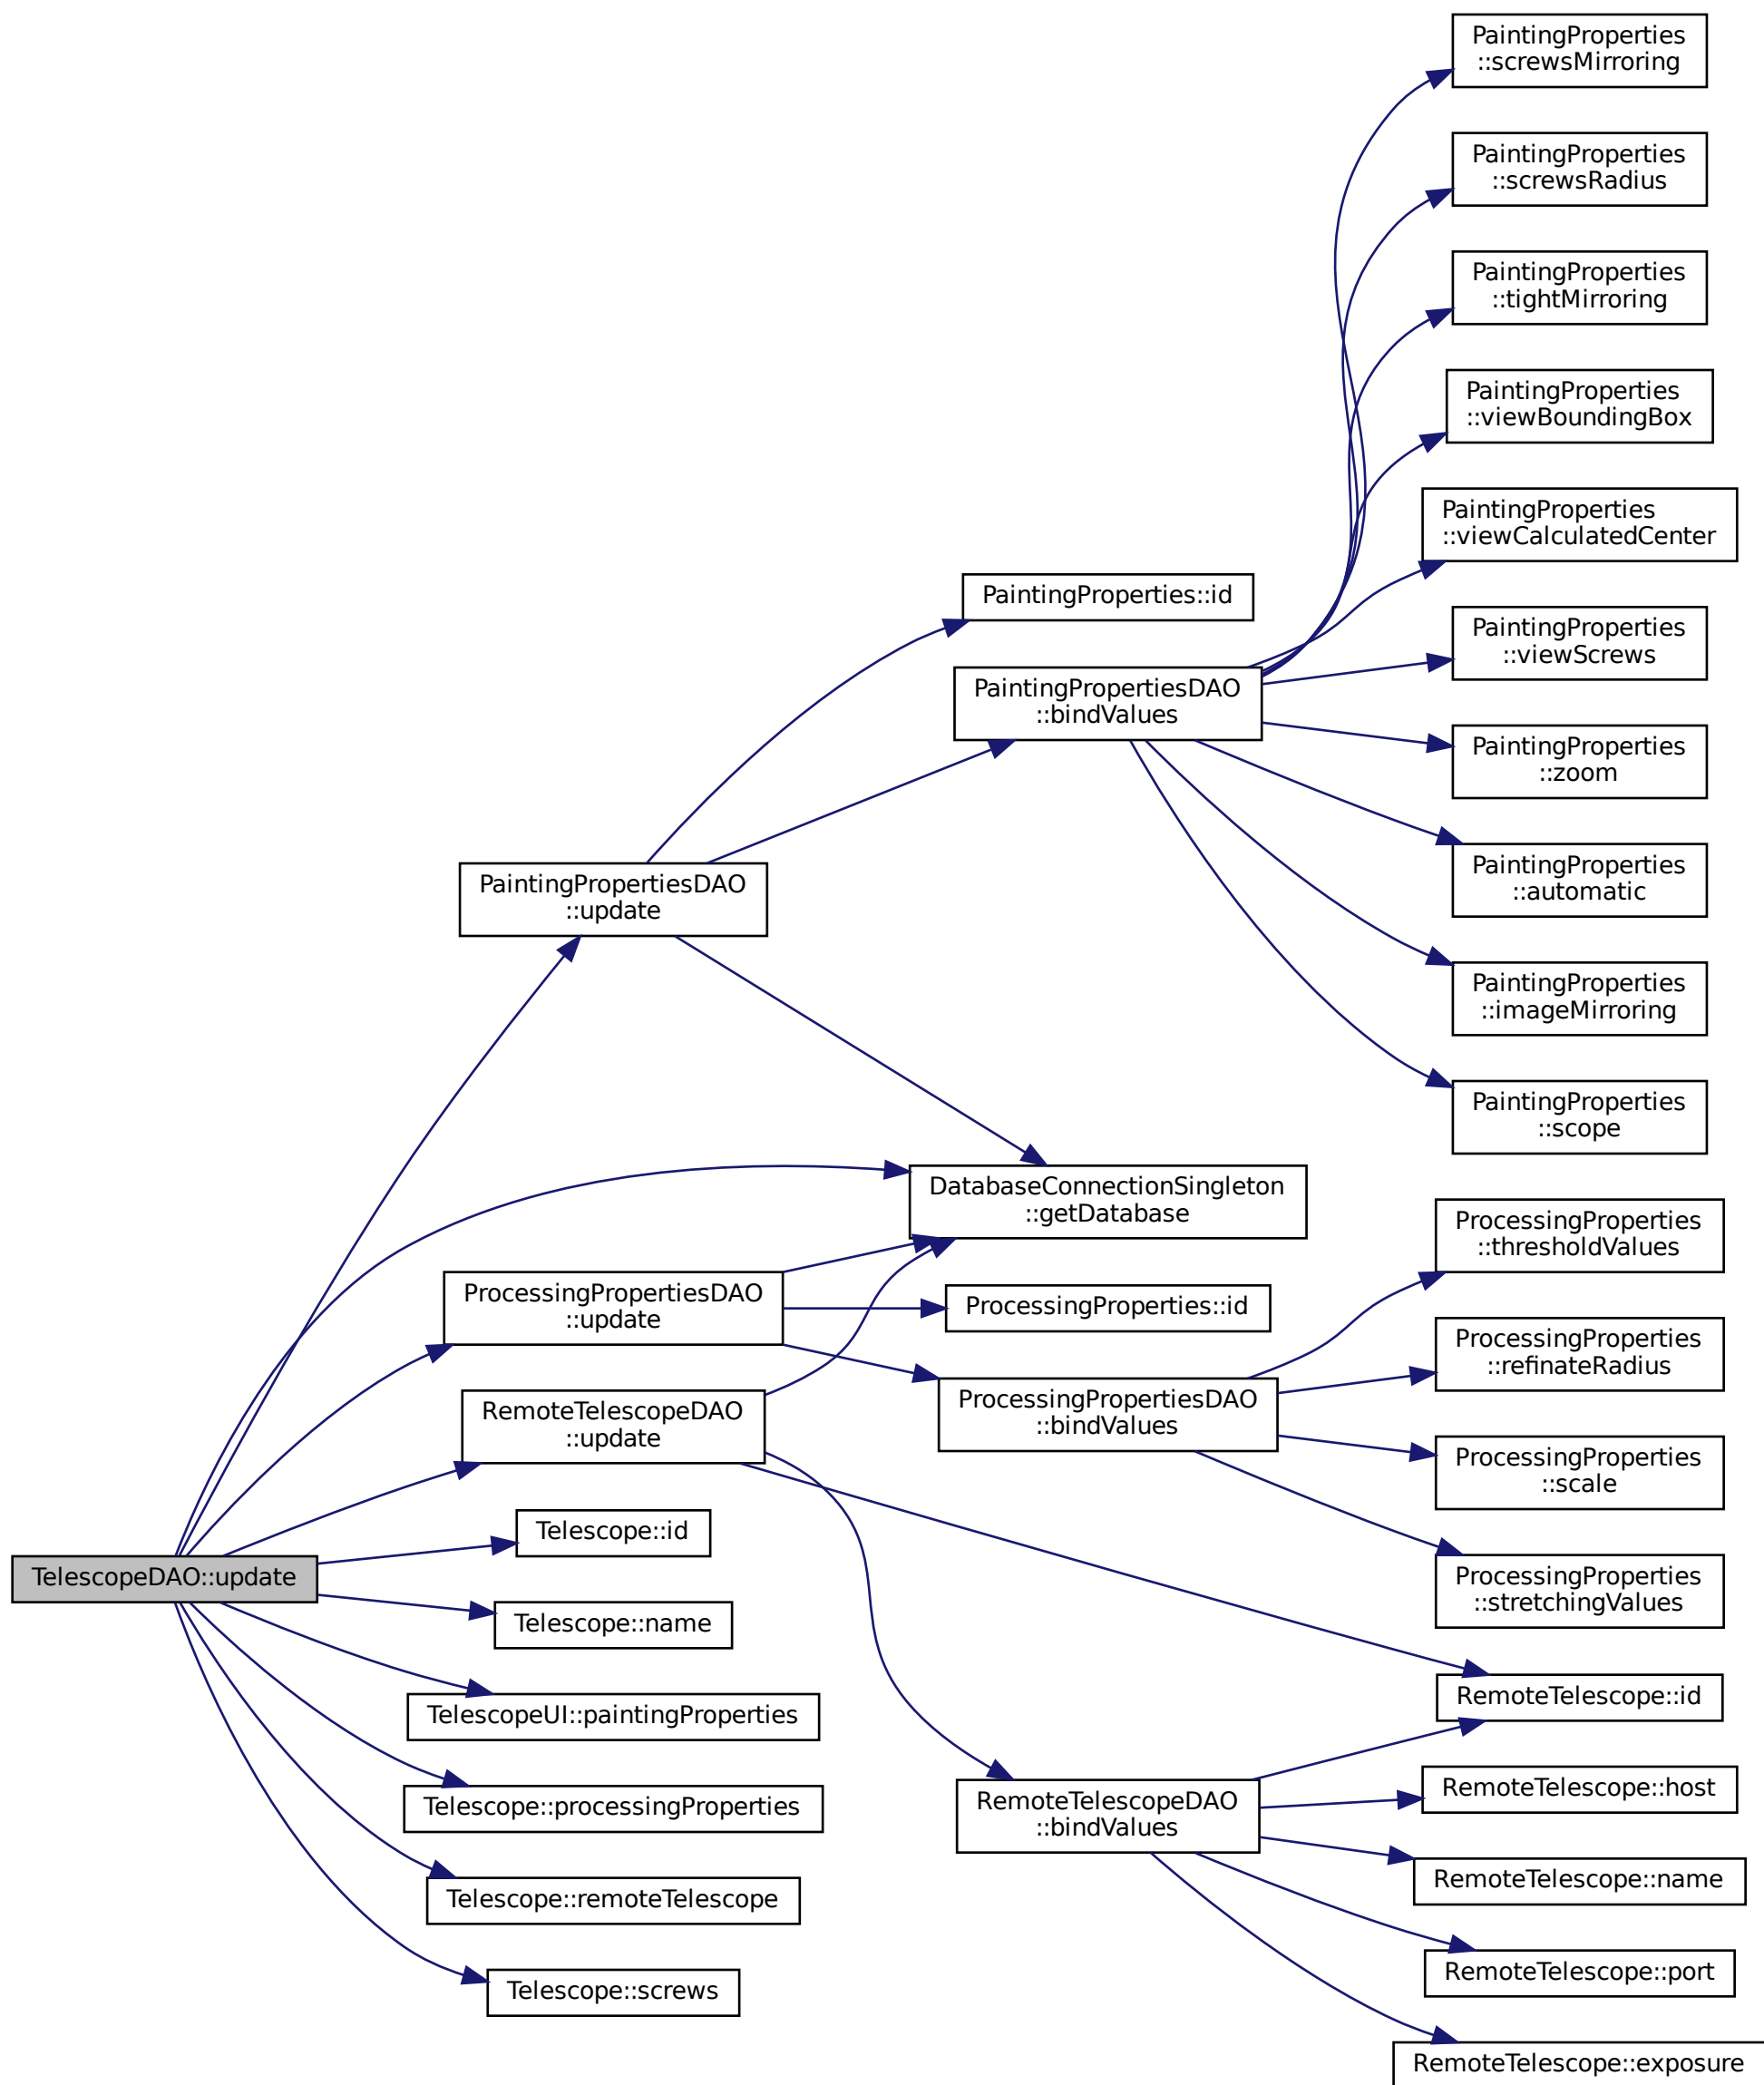 PaintingProperties
::screwsMirroring
PaintingProperties
::screwsRadius
PaintingProperties
::tightMirroring
PaintingProperties
::viewBoundingBox
PaintingProperties
::viewCalculatedCenter
PaintingProperties::id
PaintingProperties
::viewScrews
PaintingPropertiesDAO
::bindValues
PaintingProperties
::zoom
PaintingPropertiesDAO
::update
PaintingProperties
::automatic
PaintingProperties
::imageMirroring
PaintingProperties
::scope
DatabaseConnectionSingleton
::getDatabase
ProcessingProperties
::thresholdValues
ProcessingPropertiesDAO
::update
ProcessingProperties::id
ProcessingProperties
::refinateRadius
RemoteTelescopeDAO
::update
ProcessingPropertiesDAO
::bindValues
ProcessingProperties
::scale
Telescope::id
TelescopeDAO::update
ProcessingProperties
::stretchingValues
Telescope::name
RemoteTelescope::id
TelescopeUI::paintingProperties
RemoteTelescope::host
Telescope::processingProperties
RemoteTelescopeDAO
::bindValues
RemoteTelescope::name
Telescope::remoteTelescope
RemoteTelescope::port
Telescope::screws
RemoteTelescope::exposure